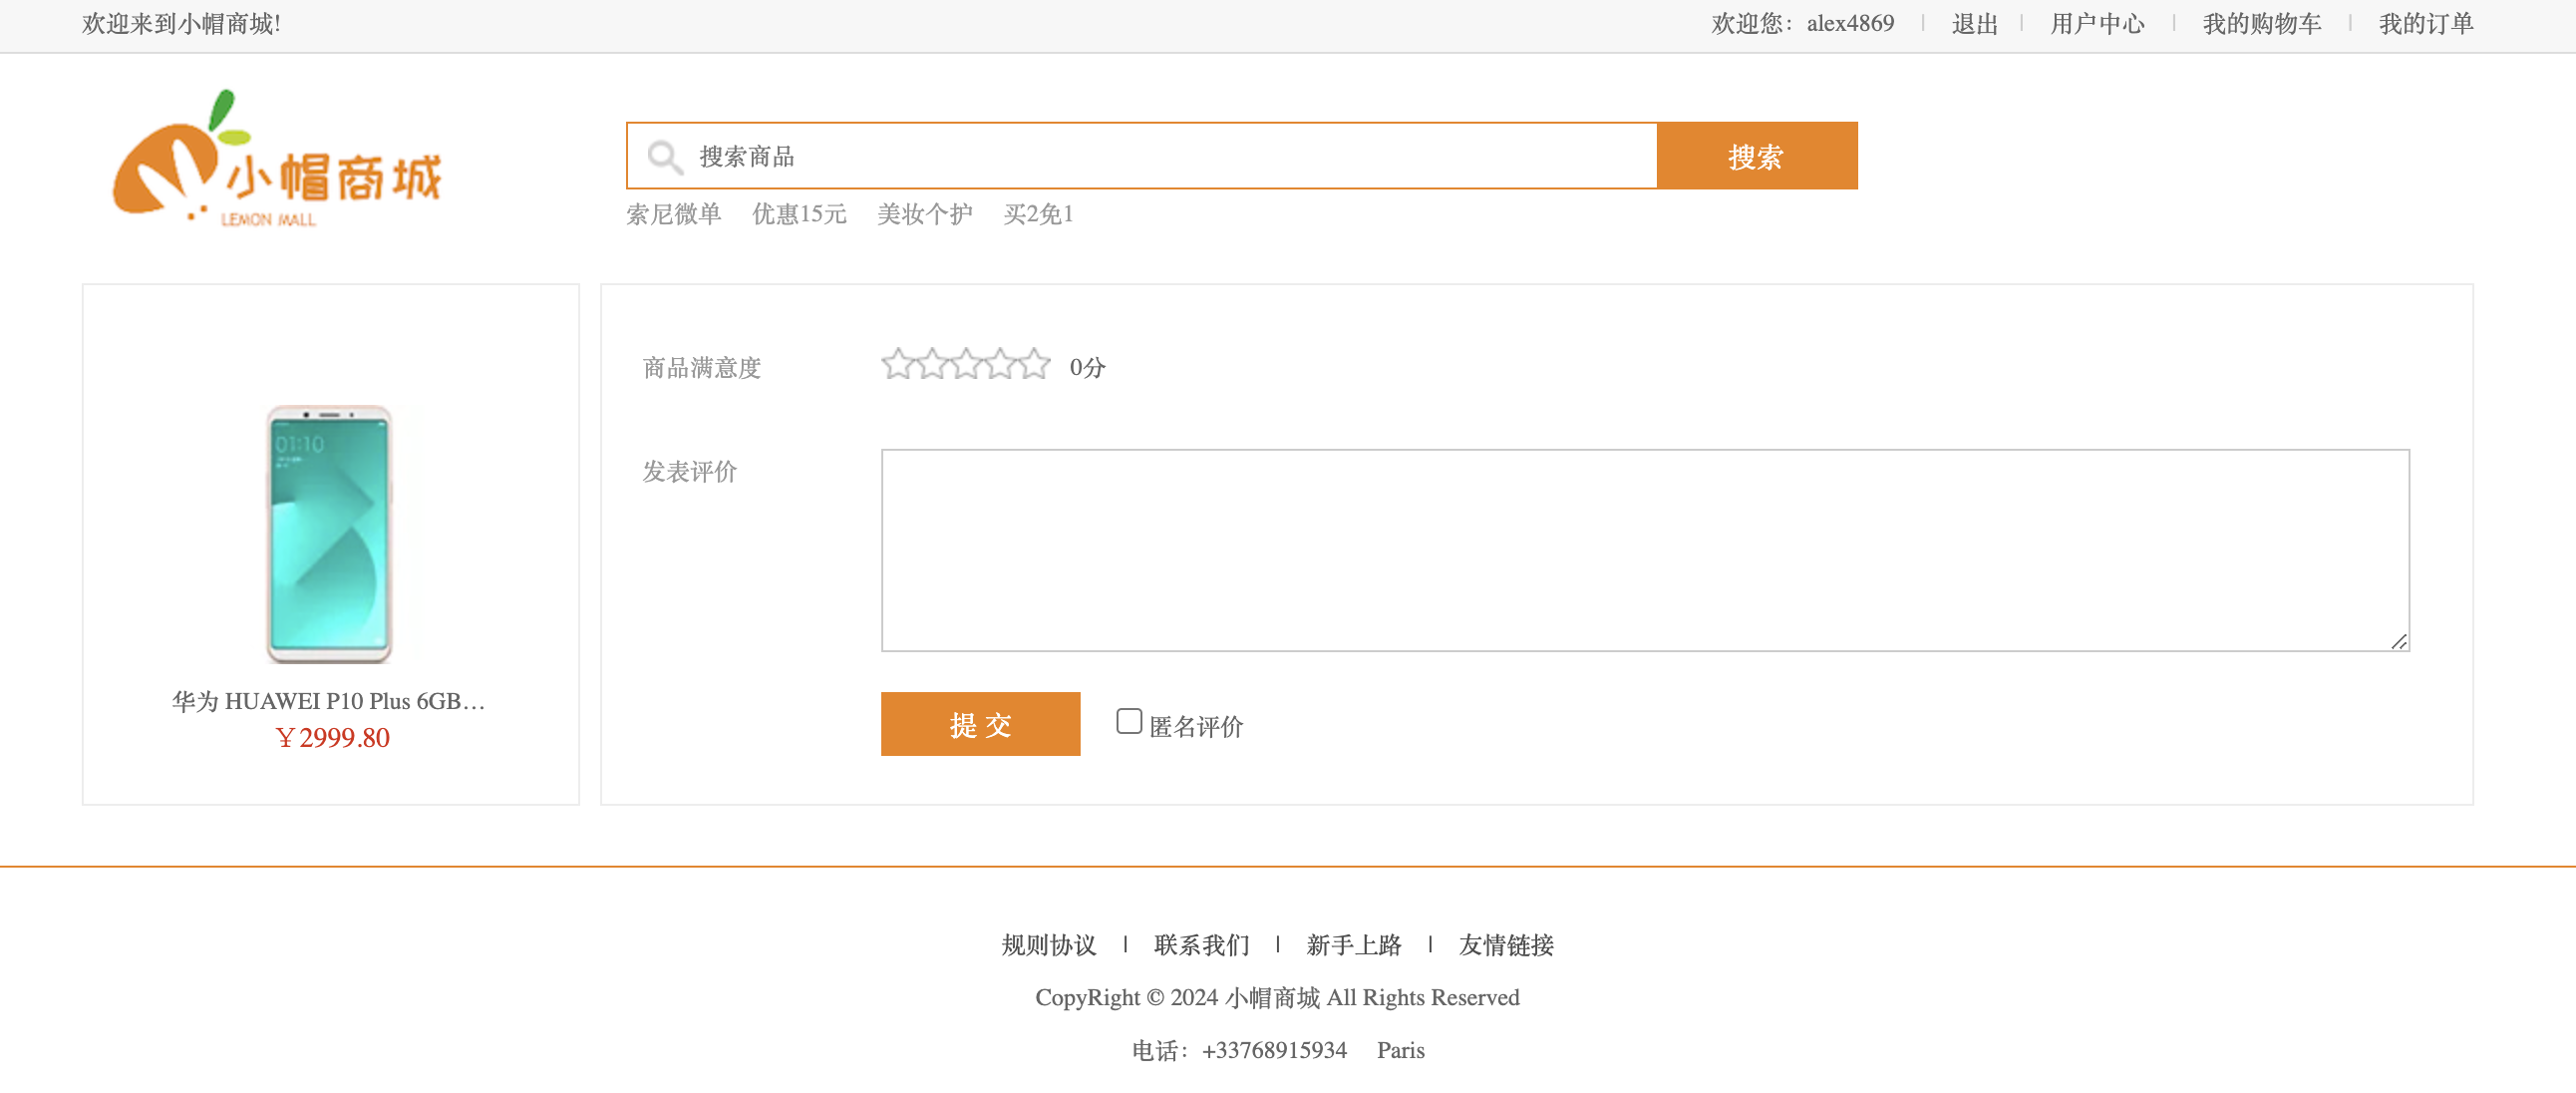 欢迎来到小帽商城!
欢迎您：alex4869 | 退出 | 用户中心 | 我的购物车 | 我的订单
小帽商城
LEMON MALL
搜索商品
搜索
索尼微单 优惠15元 美妆个护 买2免1
商品满意度 0分
发表评价
01:10
华为 HUAWEI P10 Plus 6GB…
￥2999.80
提 交 匿名评价
规则协议 | 联系我们 | 新手上路 | 友情链接
CopyRight © 2024 小帽商城 All Rights Reserved
电话：+33768915934 Paris